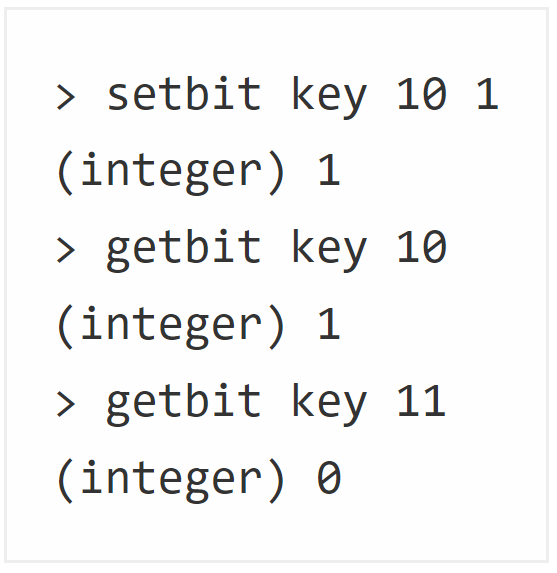 > setbit key 10 1
(integer) 1
> getbit key 10
(integer) 1
> getbit key 11
(integer) 0